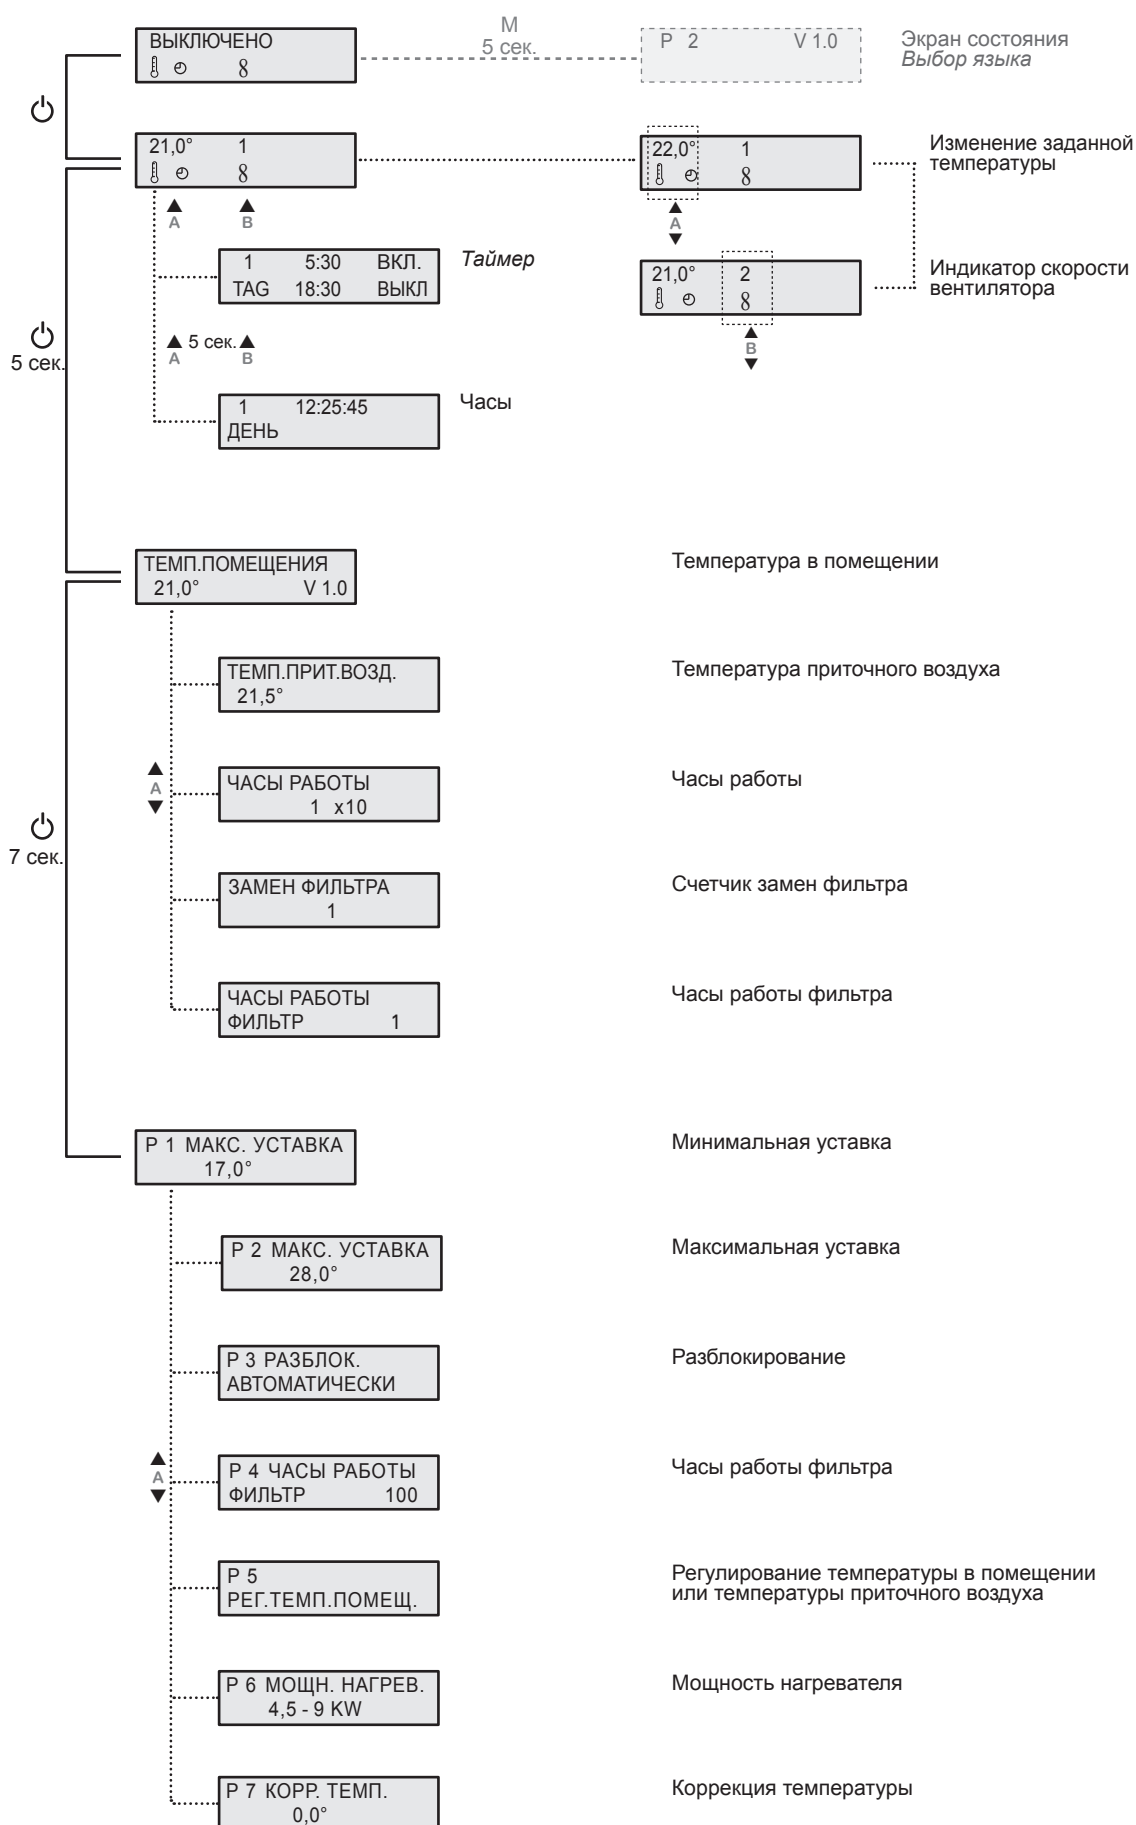 ВЫКЛЮЧЕНО
8
M
5 сек.
P 2 V 1.0
Экран состояния
Выбор языка
21,0° 1
8
A B
22,0° 1
8
A
Изменение заданной
температуры
1 5:30 ВКЛ.
TAG 18:30 ВЫКЛ
Таймер
21,0° 2
8
B
Индикатор скорости
вентилятора
5 сек.
5 сек.
A B
1 12:25:45
ДЕНЬ
Часы
ТЕМП.ПОМЕЩЕНИЯ
21,0° V 1.0
Температура в помещении
ТЕМП.ПРИТ.ВОЗД.
21,5°
Температура приточного воздуха
A
ЧАСЫ РАБОТЫ
1 x10
Часы работы
7 сек.
ЗАМЕН ФИЛЬТРА
1
Счетчик замен фильтра
ЧАСЫ РАБОТЫ
ФИЛЬТР 1
Часы работы фильтра
P 1 МАКС. УСТАВКА
17,0°
Минимальная уставка
P 2 МАКС. УСТАВКА
28,0°
Максимальная уставка
P 3 РАЗБЛОК.
АВТОМАТИЧЕСКИ
Разблокирование
A
P 4 ЧАСЫ РАБОТЫ
ФИЛЬТР 100
Часы работы фильтра
P 5
РЕГ.ТЕМП.ПОМЕЩ.
Регулирование температуры в помещении
или температуры приточного воздуха
P 6 МОЩН. НАГРЕВ.
4,5 - 9 KW
Мощность нагревателя
P 7 КОРР. ТЕМП.
0,0°
Коррекция температуры